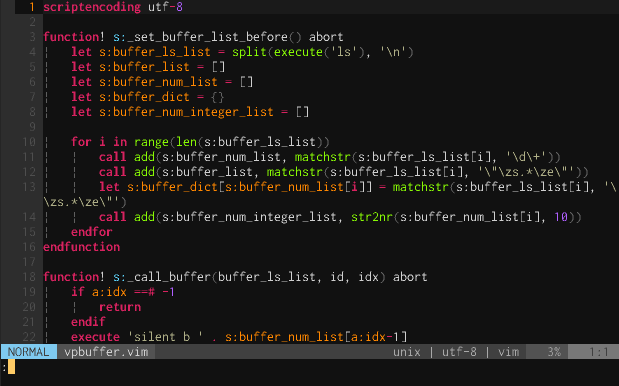 1 scriptencoding utf-8
2
3 function! s:_set_buffer_list_before() abort
4 ¦   let s:buffer_ls_list = split(execute('ls'), '\n')
5 ¦   let s:buffer_list = []
6 ¦   let s:buffer_num_list = []
7 ¦   let s:buffer_dict = {}
8 ¦   let s:buffer_num_integer_list = []
9
10 ¦   for i in range(len(s:buffer_ls_list))
11 ¦   ¦   call add(s:buffer_num_list, matchstr(s:buffer_ls_list[i], '\d\+'))
12 ¦   ¦   call add(s:buffer_list, matchstr(s:buffer_ls_list[i], '\"\zs.*\ze\"'))
13 ¦   ¦   let s:buffer_dict[s:buffer_num_list[i]] = matchstr(s:buffer_ls_list[i], '\
\zs.*\ze\"')
14 ¦   ¦   call add(s:buffer_num_integer_list, str2nr(s:buffer_num_list[i], 10))
15 ¦   endfor
16 endfunction
17
18 function! s:_call_buffer(buffer_ls_list, id, idx) abort
19 ¦   if a:idx ==# -1
20 ¦   ¦   return
21 ¦   endif
22 ¦   execute 'silent b ' . s:buffer_num_list[a:idx-1]
NORMAL vpbuffer.vim unix | utf-8 | vim 3% 1:1
: